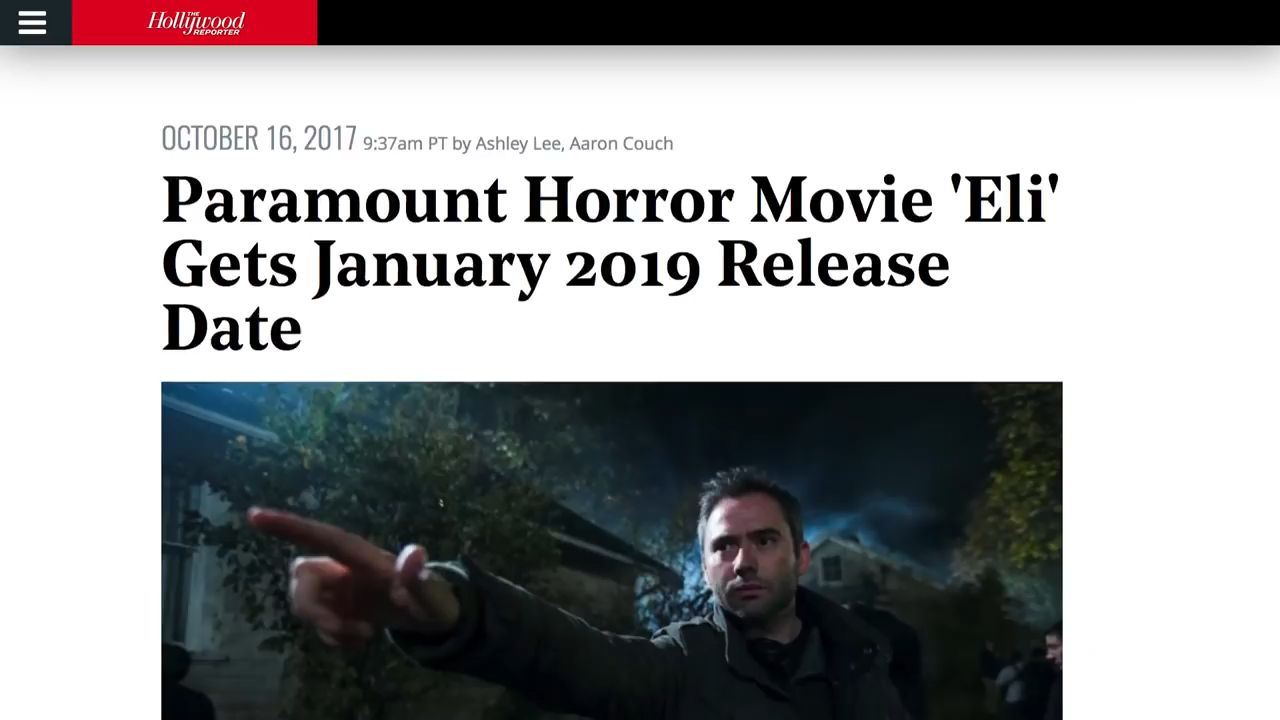 THE
Hollywood
REPORTER
OCTOBER 16, 2017 9:37am PT by Ashley Lee, Aaron Couch
Paramount Horror Movie 'Eli'
Gets January 2019 Release
Date